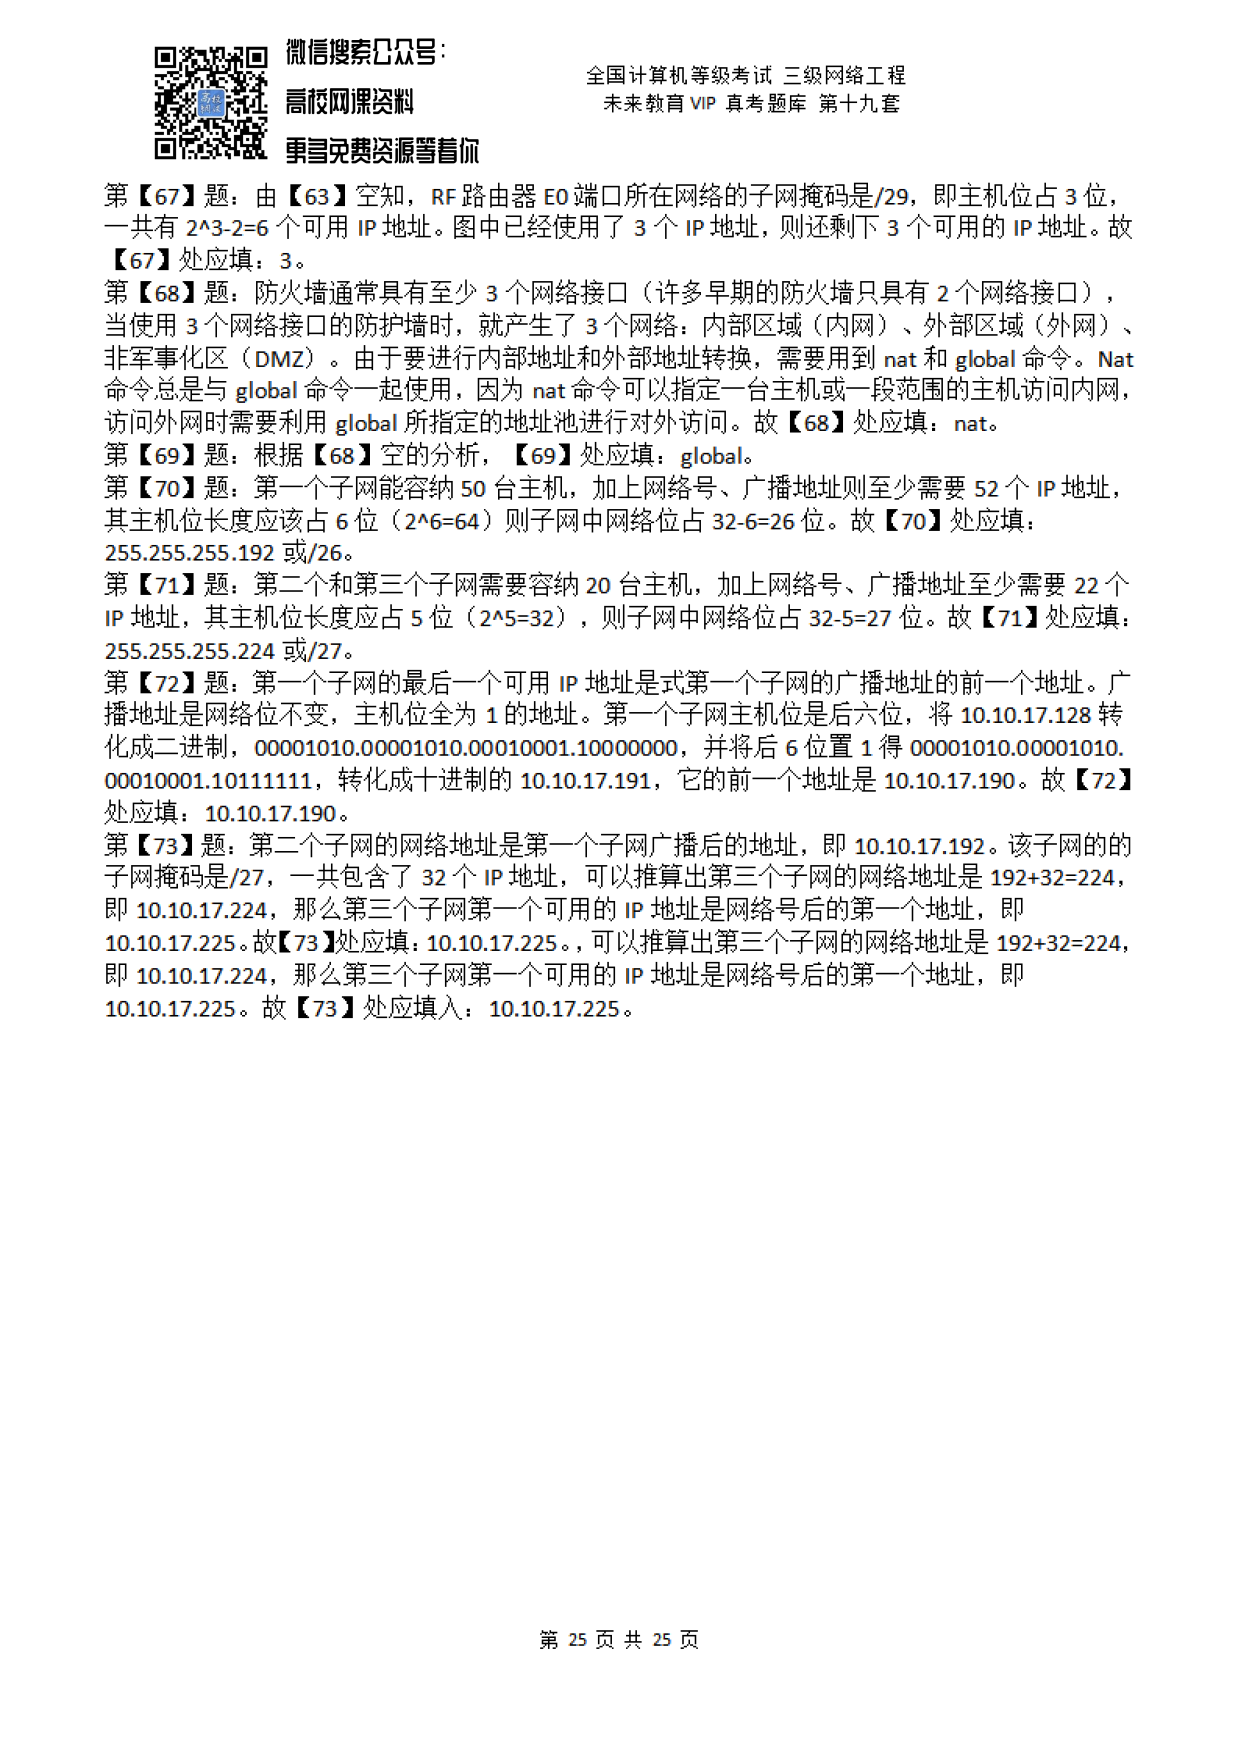 微信搜索公众号：
高校网课资料
更多免费资源等着你
全国计算机等级考试 三级网络工程
未来教育 VIP 真考题库 第十九套
第【67】题：由【63】空知，RF 路由器 E0 端口所在网络的子网掩码是/29，即主机位占 3 位，
一共有 2^3-2=6 个可用 IP 地址。图中已经使用了 3 个 IP 地址，则还剩下 3 个可用的 IP 地址。故
【67】处应填：3。
第【68】题：防火墙通常具有至少 3 个网络接口（许多早期的防火墙只具有 2 个网络接口），
当使用 3 个网络接口的防护墙时，就产生了 3 个网络：内部区域（内网）、外部区域（外网）、
非军事化区（DMZ）。由于要进行内部地址和外部地址转换，需要用到 nat 和 global 命令。Nat
命令总是与 global 命令一起使用，因为 nat 命令可以指定一台主机或一段范围的主机访问内网，
访问外网时需要利用 global 所指定的地址池进行对外访问。故【68】处应填：nat。
第【69】题：根据【68】空的分析，【69】处应填：global。
第【70】题：第一个子网能容纳 50 台主机，加上网络号、广播地址则至少需要 52 个 IP 地址，
其主机位长度应该占 6 位（2^6=64）则子网中网络位占 32-6=26 位。故【70】处应填：
255.255.255.192 或/26。
第【71】题：第二个和第三个子网需要容纳 20 台主机，加上网络号、广播地址至少需要 22 个
IP 地址，其主机位长度应占 5 位（2^5=32），则子网中网络位占 32-5=27 位。故【71】处应填：
255.255.255.224 或/27。
第【72】题：第一个子网的最后一个可用 IP 地址是式第一个子网的广播地址的前一个地址。广
播地址是网络位不变，主机位全为 1 的地址。第一个子网主机位是后六位，将 10.10.17.128 转
化成二进制，00001010.00001010.00010001.10000000，并将后 6 位置 1 得 00001010.00001010.
00010001.10111111，转化成十进制的 10.10.17.191，它的前一个地址是 10.10.17.190。故【72】
处应填：10.10.17.190。
第【73】题：第二个子网的网络地址是第一个子网广播后的地址，即 10.10.17.192。该子网的的
子网掩码是/27，一共包含了 32 个 IP 地址，可以推算出第三个子网的网络地址是 192+32=224，
即 10.10.17.224，那么第三个子网第一个可用的 IP 地址是网络号后的第一个地址，即
10.10.17.225。故【73】处应填：10.10.17.225。，可以推算出第三个子网的网络地址是 192+32=224，
即 10.10.17.224，那么第三个子网第一个可用的 IP 地址是网络号后的第一个地址，即
10.10.17.225。故【73】处应填入：10.10.17.225。
第 25 页 共 25 页